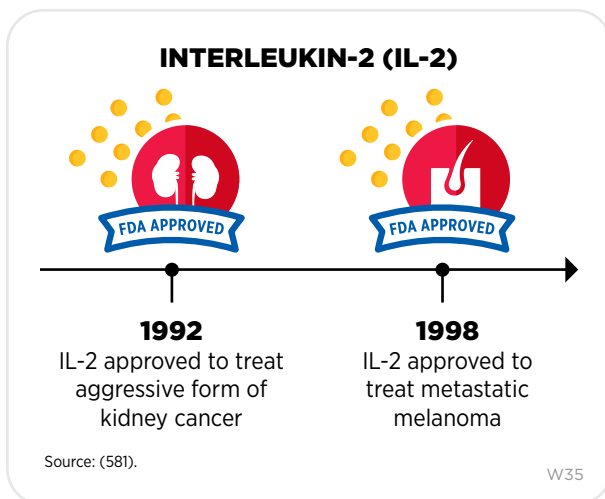 INTERLEUKIN-2 (IL-2)
FDA APPROVED
FDA APPROVED
1992
IL-2 approved to treat
aggressive form of
kidney cancer
1998
IL-2 approved to
treat metastatic
melanoma
Source: (581).
W35